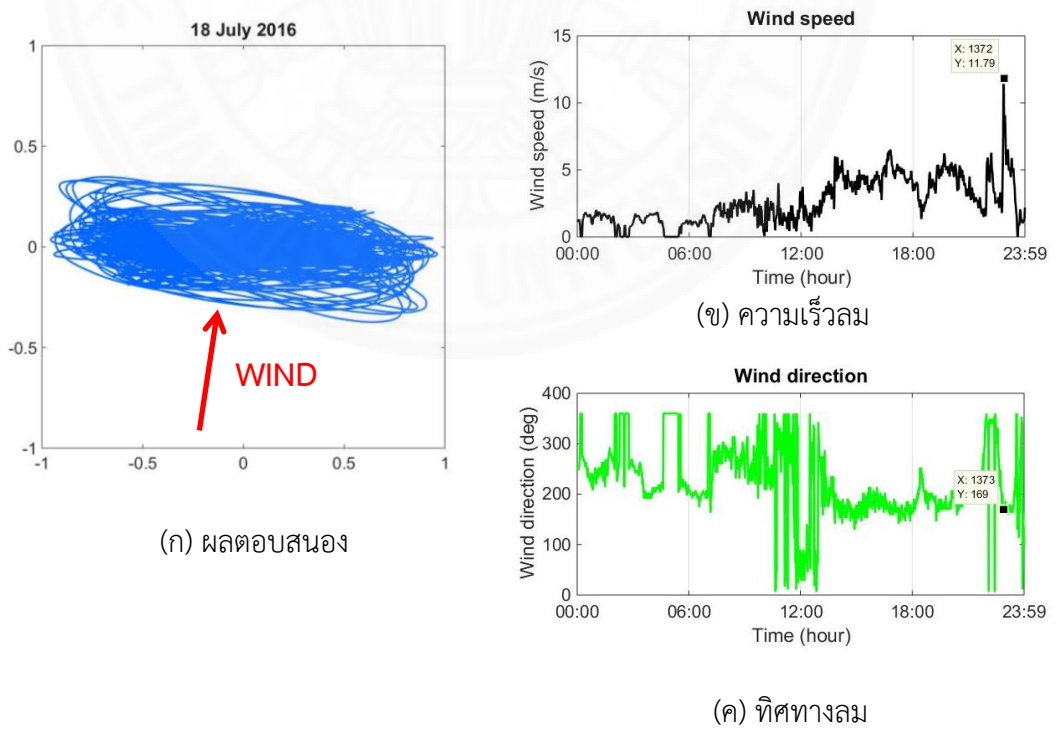 18 July 2016
1
0.5
0
-0.5
-1
-1
-0.5
0
0.5
1
WIND
(ก) ผลตอบสนอง
Wind speed
Wind speed (m/s)
15
10
5
0
X: 1372
Y: 11.79
00:00
06:00
12:00
18:00
23:59
Time (hour)
(ข) ความเร็วลม
Wind direction
Wind direction (deg)
400
300
200
100
0
X: 1373
Y: 169
00:00
06:00
12:00
18:00
23:59
Time (hour)
(ค) ทิศทางลม